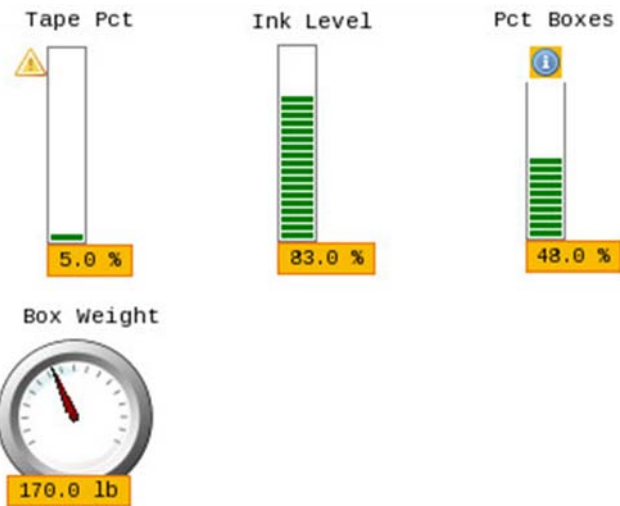 Tape Pct
Ink Level
Pct Boxes
5.0 %
83.0 %
48.0 %
Box Weight
170.0 lb